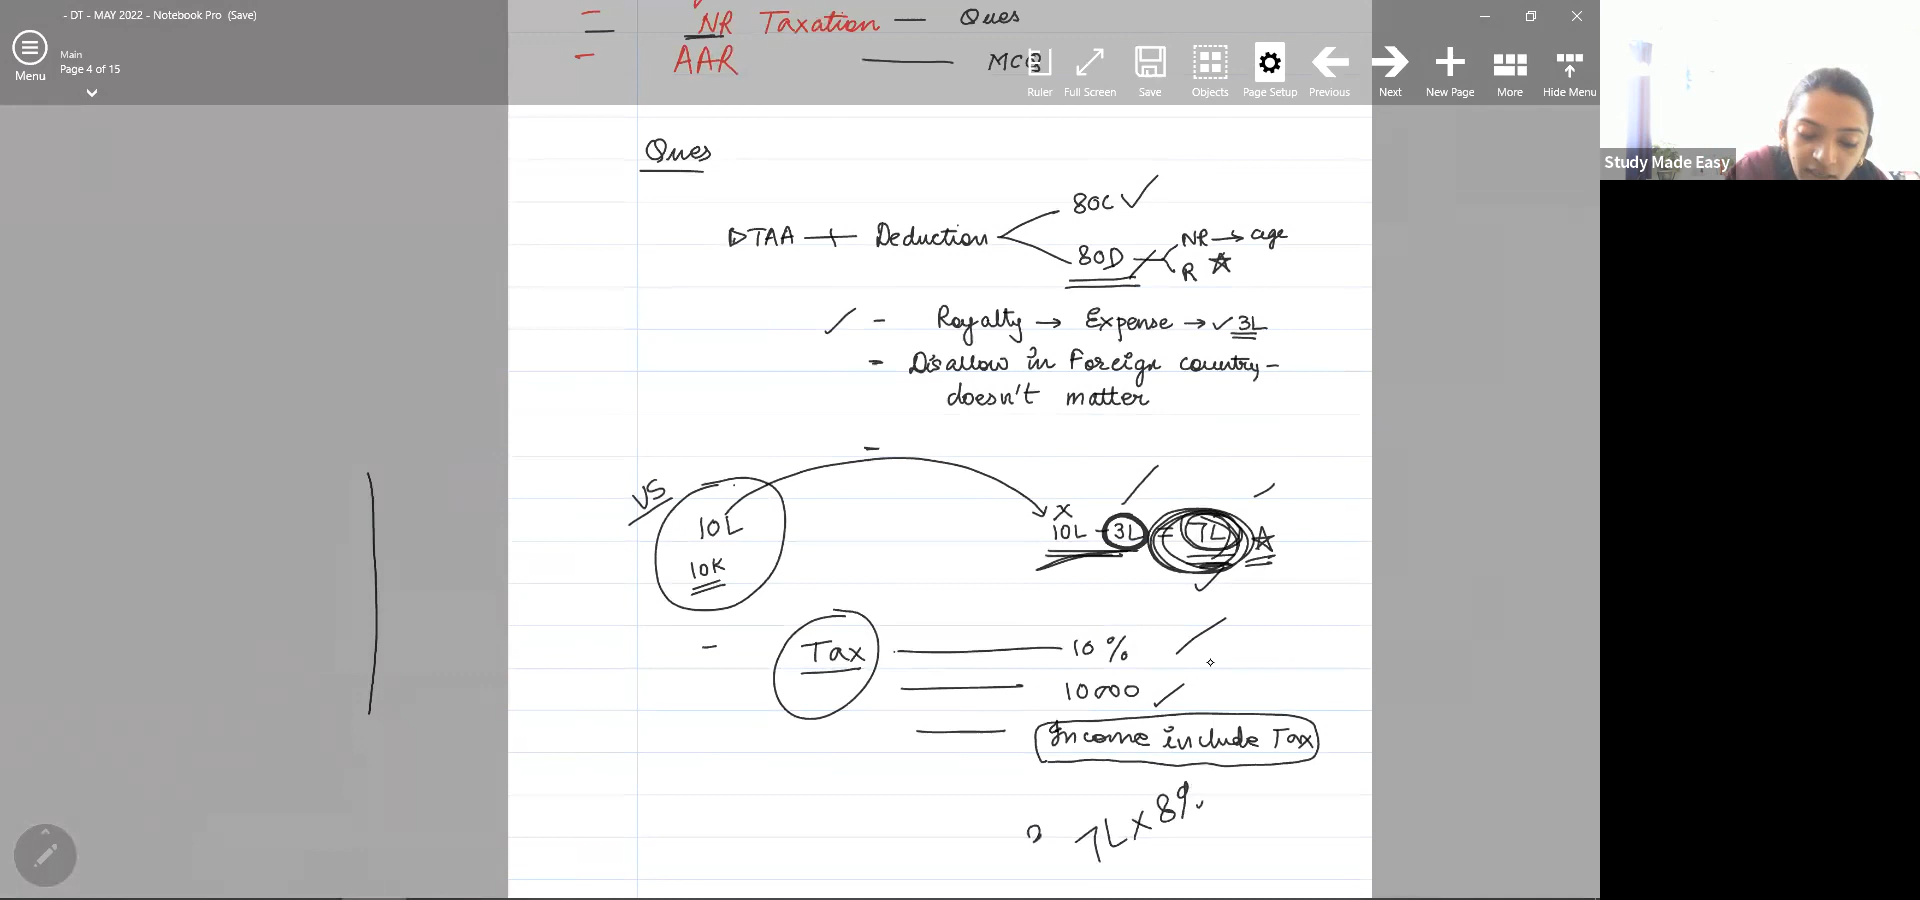 - DT - MAY 2022 - Notebook Pro (Save)
Menu
Main
Page 4 of 15
= NR Taxation — Ques
- AAR — MCQ
Ruler
Full Screen
Save
Objects
Page Setup
Previous
Next
New Page
More
Hide Menu
Study Made Easy
Ques
DTAA + Deduction
80C ✓
80D
NR → age
R ☆
✓ - Royalty → Expense → ✓ 3L
- Disallow in Foreign country -
doesn't matter
US
10L
10K
x
10L - 3L = 7L ☆
- Tax — 10%
— 10000 ✓
— Income include Tax
7L x 8%